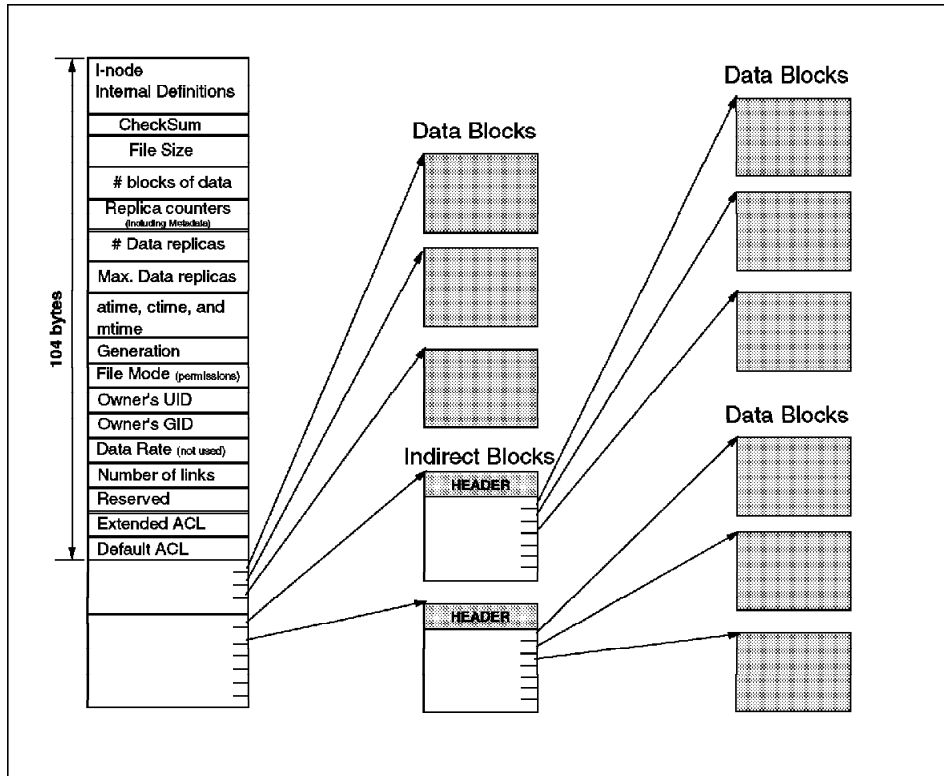 I-node
Internal Definitions
CheckSum
File Size
# blocks of data
Replica counters
(Including Metadata)
# Data replicas
Max. Data replicas
atime, ctime, and
mtime
Generation
File Mode (permissions)
Owner's UID
Owner's GID
Data Rate (not used)
Number of links
Reserved
Extended ACL
Default ACL
104 bytes
Data Blocks
Indirect Blocks
HEADER
HEADER
Data Blocks
Data Blocks